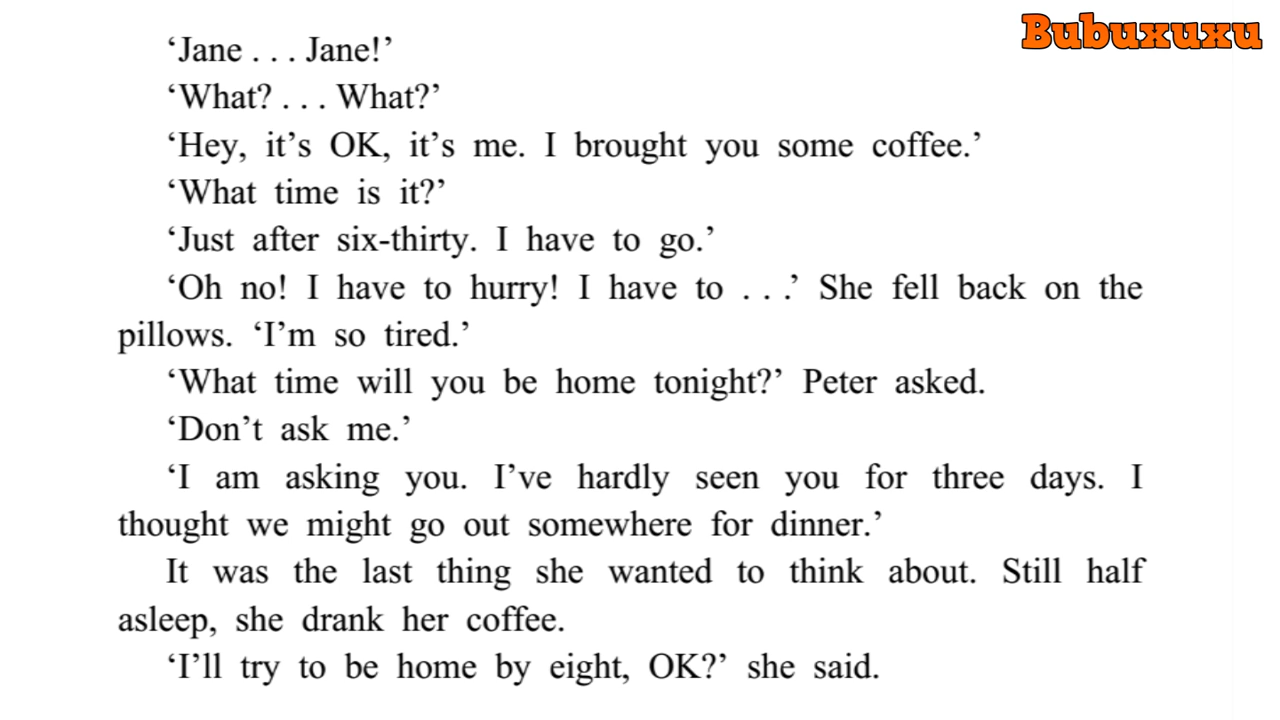 Bubuxuxu
‘Jane . . . Jane!’
‘What? . . . What?’
‘Hey, it’s OK, it’s me. I brought you some coffee.’
‘What time is it?’
‘Just after six-thirty. I have to go.’
‘Oh no! I have to hurry! I have to . . .’ She fell back on the
pillows. ‘I’m so tired.’
‘What time will you be home tonight?’ Peter asked.
‘Don’t ask me.’
‘I am asking you. I’ve hardly seen you for three days. I
thought we might go out somewhere for dinner.’
It was the last thing she wanted to think about. Still half
asleep, she drank her coffee.
‘I’ll try to be home by eight, OK?’ she said.